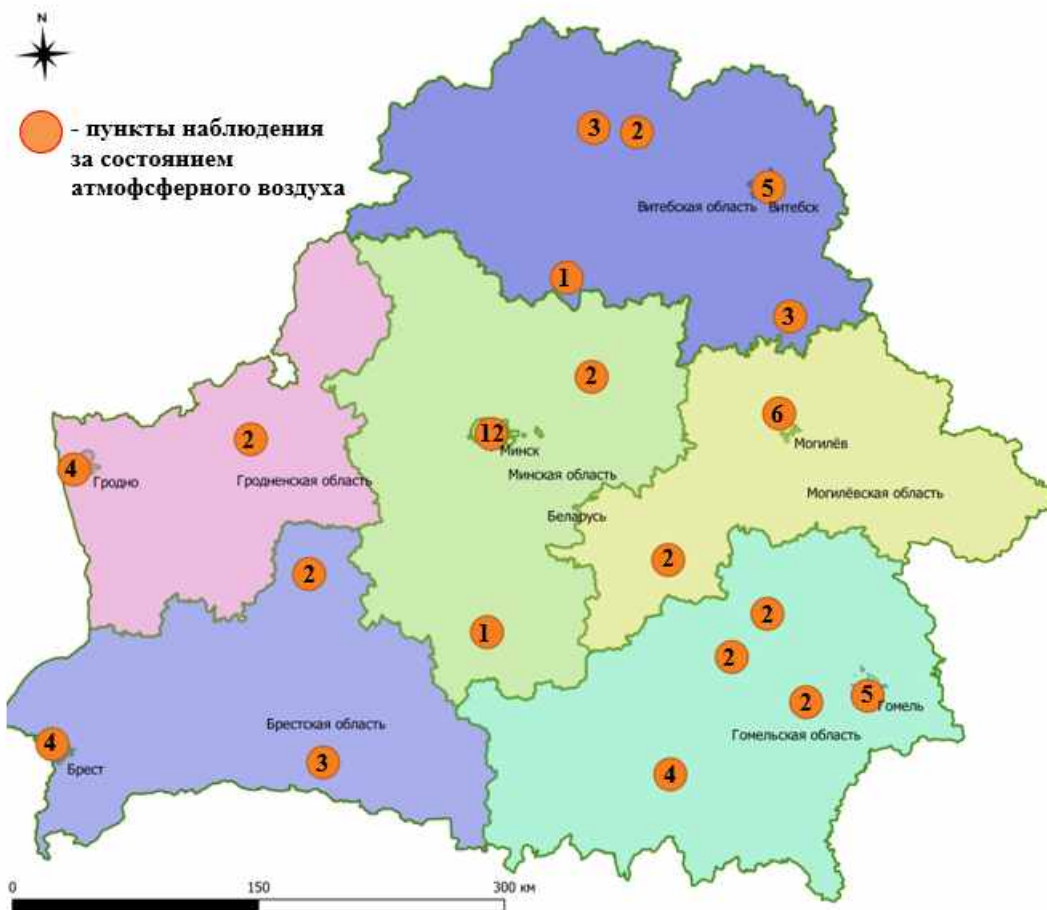 N
- пункты наблюдения
за состоянием
атмофсферного воздуха
3
2
5
Витебская область
Витебск
1
3
2
6
12
Минск
Могилёв
2
4
Гродно
Гродненская область
Минская область
Могилёвская область
Беларусь
2
2
2
1
2
2
5
Гомель
Брестская область
Гомельская область
4
Брест
3
4
0
150
300 км